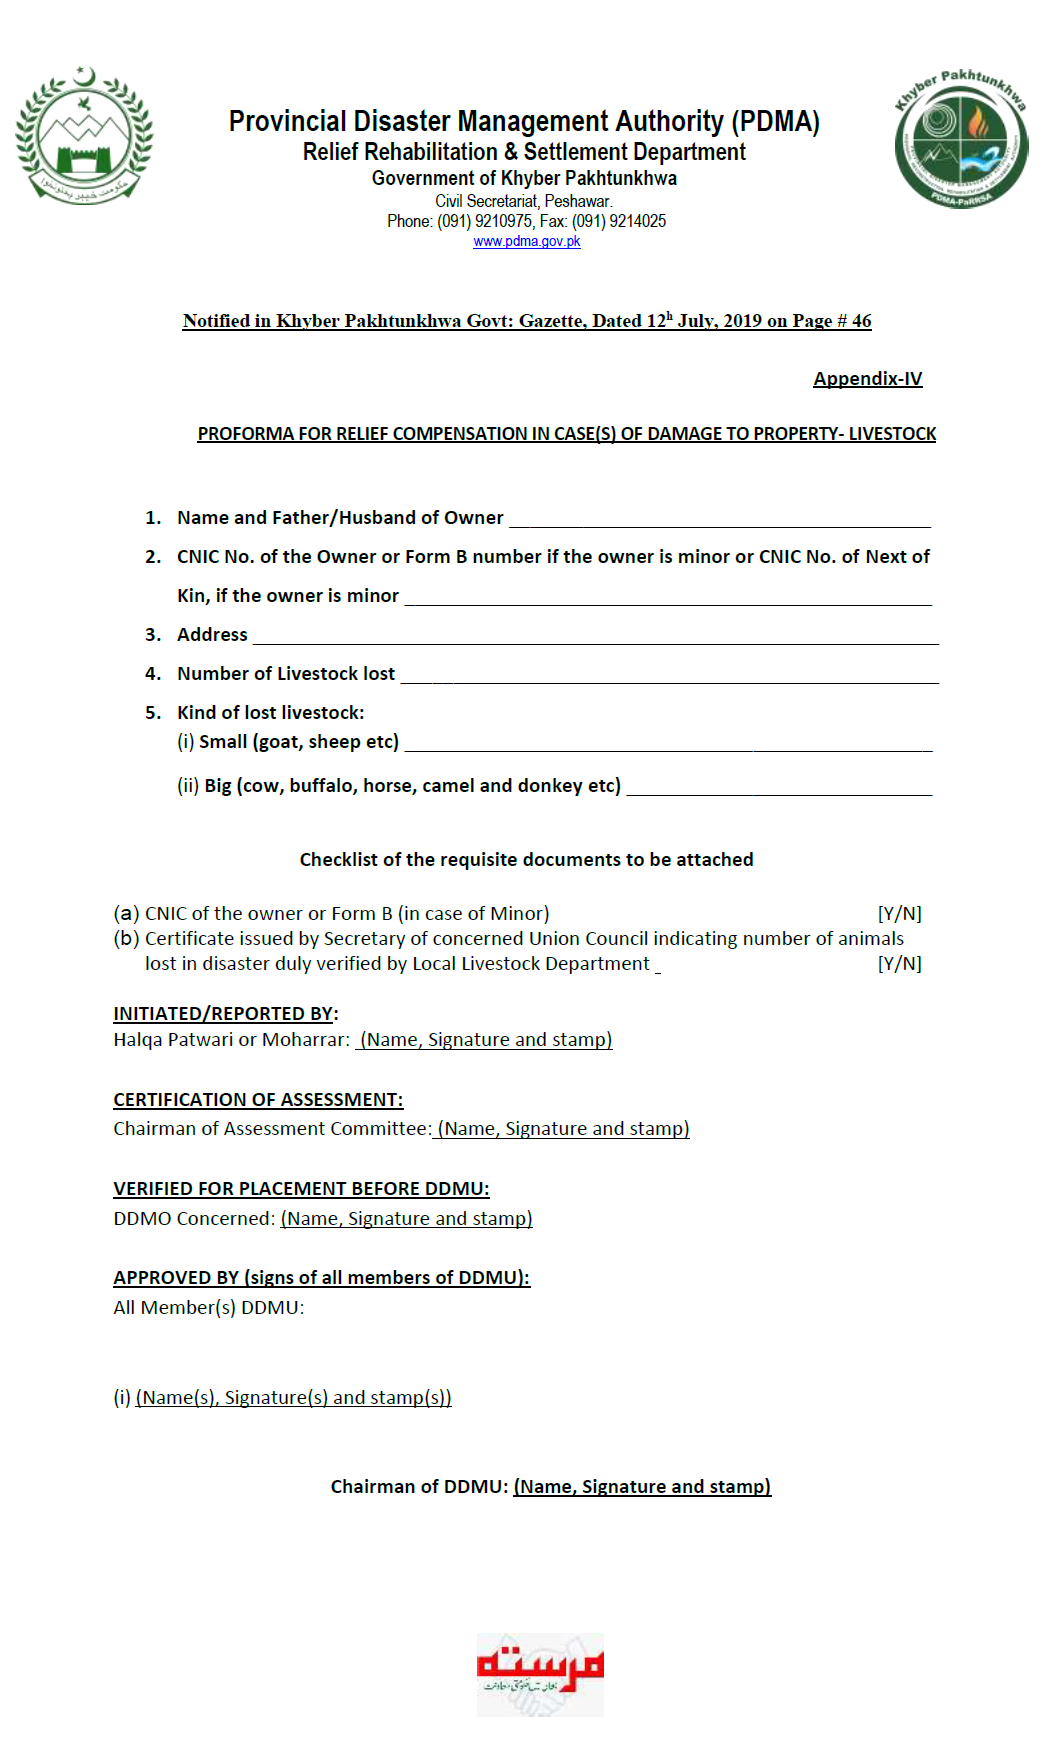 Khyber Pakhtunkhwa
PDMA-PaRRSA
حکومت خیبر پختونخوا
Provincial Disaster Management Authority (PDMA)
Relief Rehabilitation & Settlement Department
Government of Khyber Pakhtunkhwa
Civil Secretariat, Peshawar.
Phone: (091) 9210975, Fax: (091) 9214025
www.pdma.gov.pk
Notified in Khyber Pakhtunkhwa Govt: Gazette, Dated 12h July, 2019 on Page # 46
Appendix-IV
PROFORMA FOR RELIEF COMPENSATION IN CASE(S) OF DAMAGE TO PROPERTY- LIVESTOCK
1. Name and Father/Husband of Owner
2. CNIC No. of the Owner or Form B number if the owner is minor or CNIC No. of Next of
Kin, if the owner is minor
3. Address
4. Number of Livestock lost
5. Kind of lost livestock:
(i) Small (goat, sheep etc)
(ii) Big (cow, buffalo, horse, camel and donkey etc)
Checklist of the requisite documents to be attached
(a) CNIC of the owner or Form B (in case of Minor) [Y/N]
(b) Certificate issued by Secretary of concerned Union Council indicating number of animals
lost in disaster duly verified by Local Livestock Department _ [Y/N]
INITIATED/REPORTED BY:
Halqa Patwari or Moharrar: (Name, Signature and stamp)
CERTIFICATION OF ASSESSMENT:
Chairman of Assessment Committee: (Name, Signature and stamp)
VERIFIED FOR PLACEMENT BEFORE DDMU:
DDMO Concerned: (Name, Signature and stamp)
APPROVED BY (signs of all members of DDMU):
All Member(s) DDMU:
(i) (Name(s), Signature(s) and stamp(s))
Chairman of DDMU: (Name, Signature and stamp)
مرسته